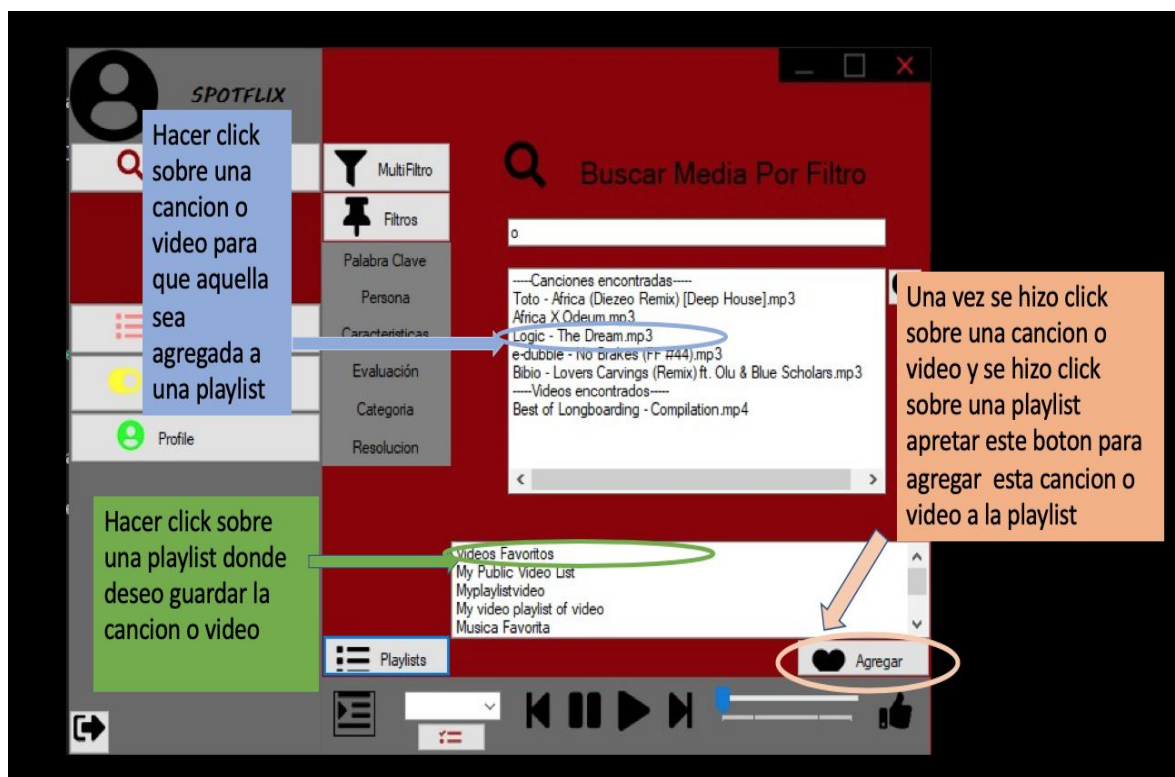 SPOTFLIX
Hacer click
sobre una
cancion o
video para
que aquella
sea
agregada a
una playlist
Profile
MultiFiltro
Filtros
Palabra Clave
Persona
Caracteristicas
Evaluación
Categoria
Resolucion
Buscar Media Por Filtro
o
----Canciones encontradas----
Toto - Africa (Diezeo Remix) [Deep House].mp3
Africa X Odeum.mp3
Logic - The Dream.mp3
e-dubble - No Brakes (FF #44).mp3
Bibio - Lovers Carvings (Remix) ft. Olu & Blue Scholars.mp3
----Videos encontrados----
Best of Longboarding - Compilation.mp4
Una vez se hizo click
sobre una cancion o
video y se hizo click
sobre una playlist
apretar este boton para
agregar esta cancion o
video a la playlist
Hacer click sobre
una playlist donde
deseo guardar la
cancion o video
Videos Favoritos
My Public Video List
Myplaylistvideo
My video playlist of video
Musica Favorita
Playlists
Agregar